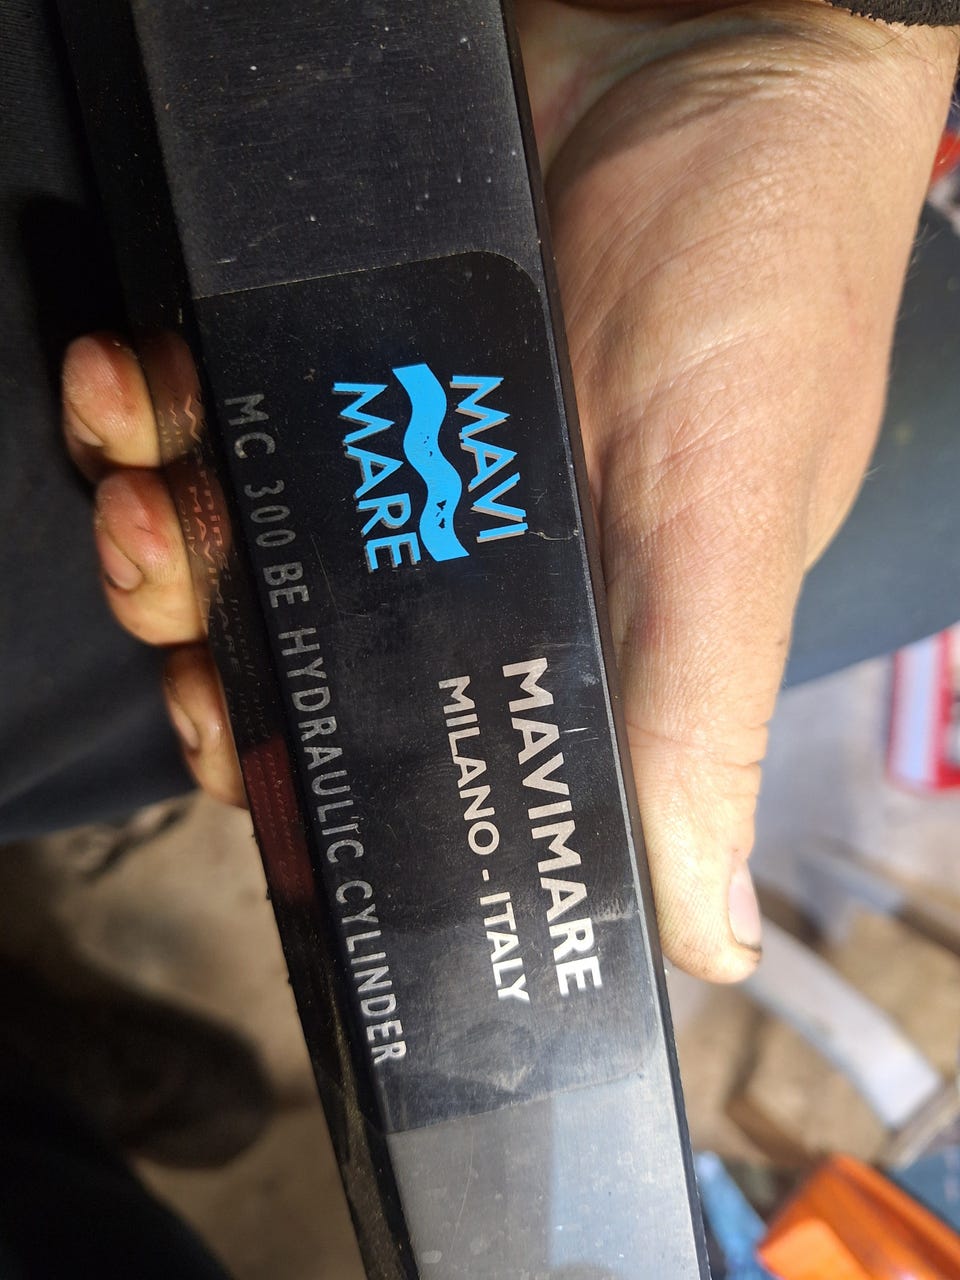 MAVI
MARE
MAVIMARE
MILANO - ITALY
MC 300 BE HYDRAULIC CYLINDER